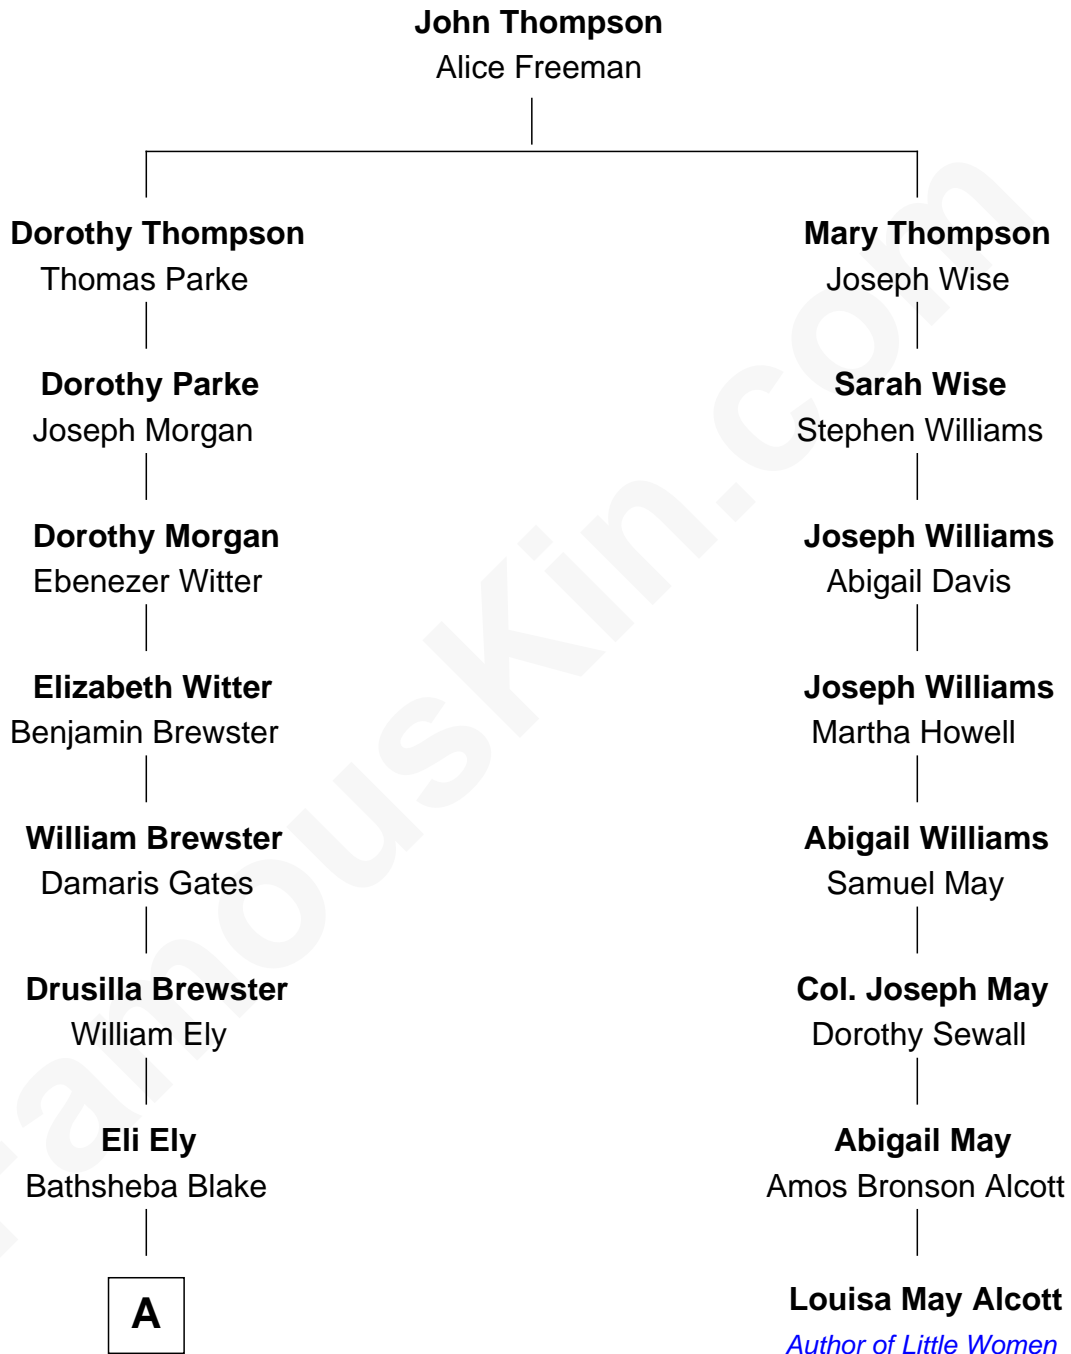 John Thompson
Alice Freeman
Dorothy Thompson
Thomas Parke
Mary Thompson
Joseph Wise
Dorothy Parke
Joseph Morgan
Sarah Wise
Stephen Williams
Dorothy Morgan
Ebenezer Witter
Joseph Williams
Abigail Davis
Elizabeth Witter
Benjamin Brewster
Joseph Williams
Martha Howell
William Brewster
Damaris Gates
Abigail Williams
Samuel May
Drusilla Brewster
William Ely
Col. Joseph May
Dorothy Sewall
Eli Ely
Bathsheba Blake
Abigail May
Amos Bronson Alcott
A
Louisa May Alcott
Author of Little Women
FamousKin.com